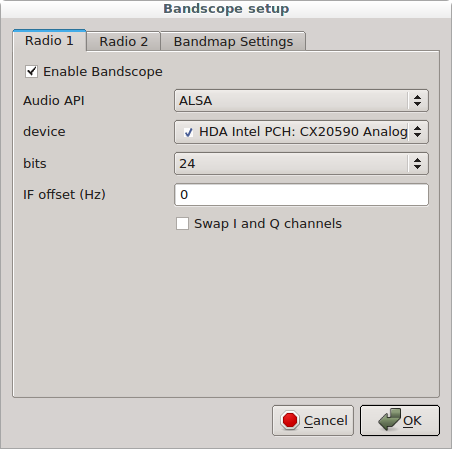 Bandscope setup
Radio 1 Radio 2 Bandmap Settings
Enable Bandscope
Audio API ALSA
device HDA Intel PCH: CX20590 Analog
bits 24
IF offset (Hz) 0
Swap I and Q channels
Cancel OK